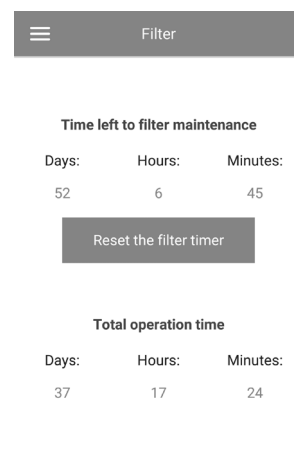 Filter
Time left to filter maintenance
Days: Hours: Minutes:
52 6 45
Reset the filter timer
Total operation time
Days: Hours: Minutes:
37 17 24